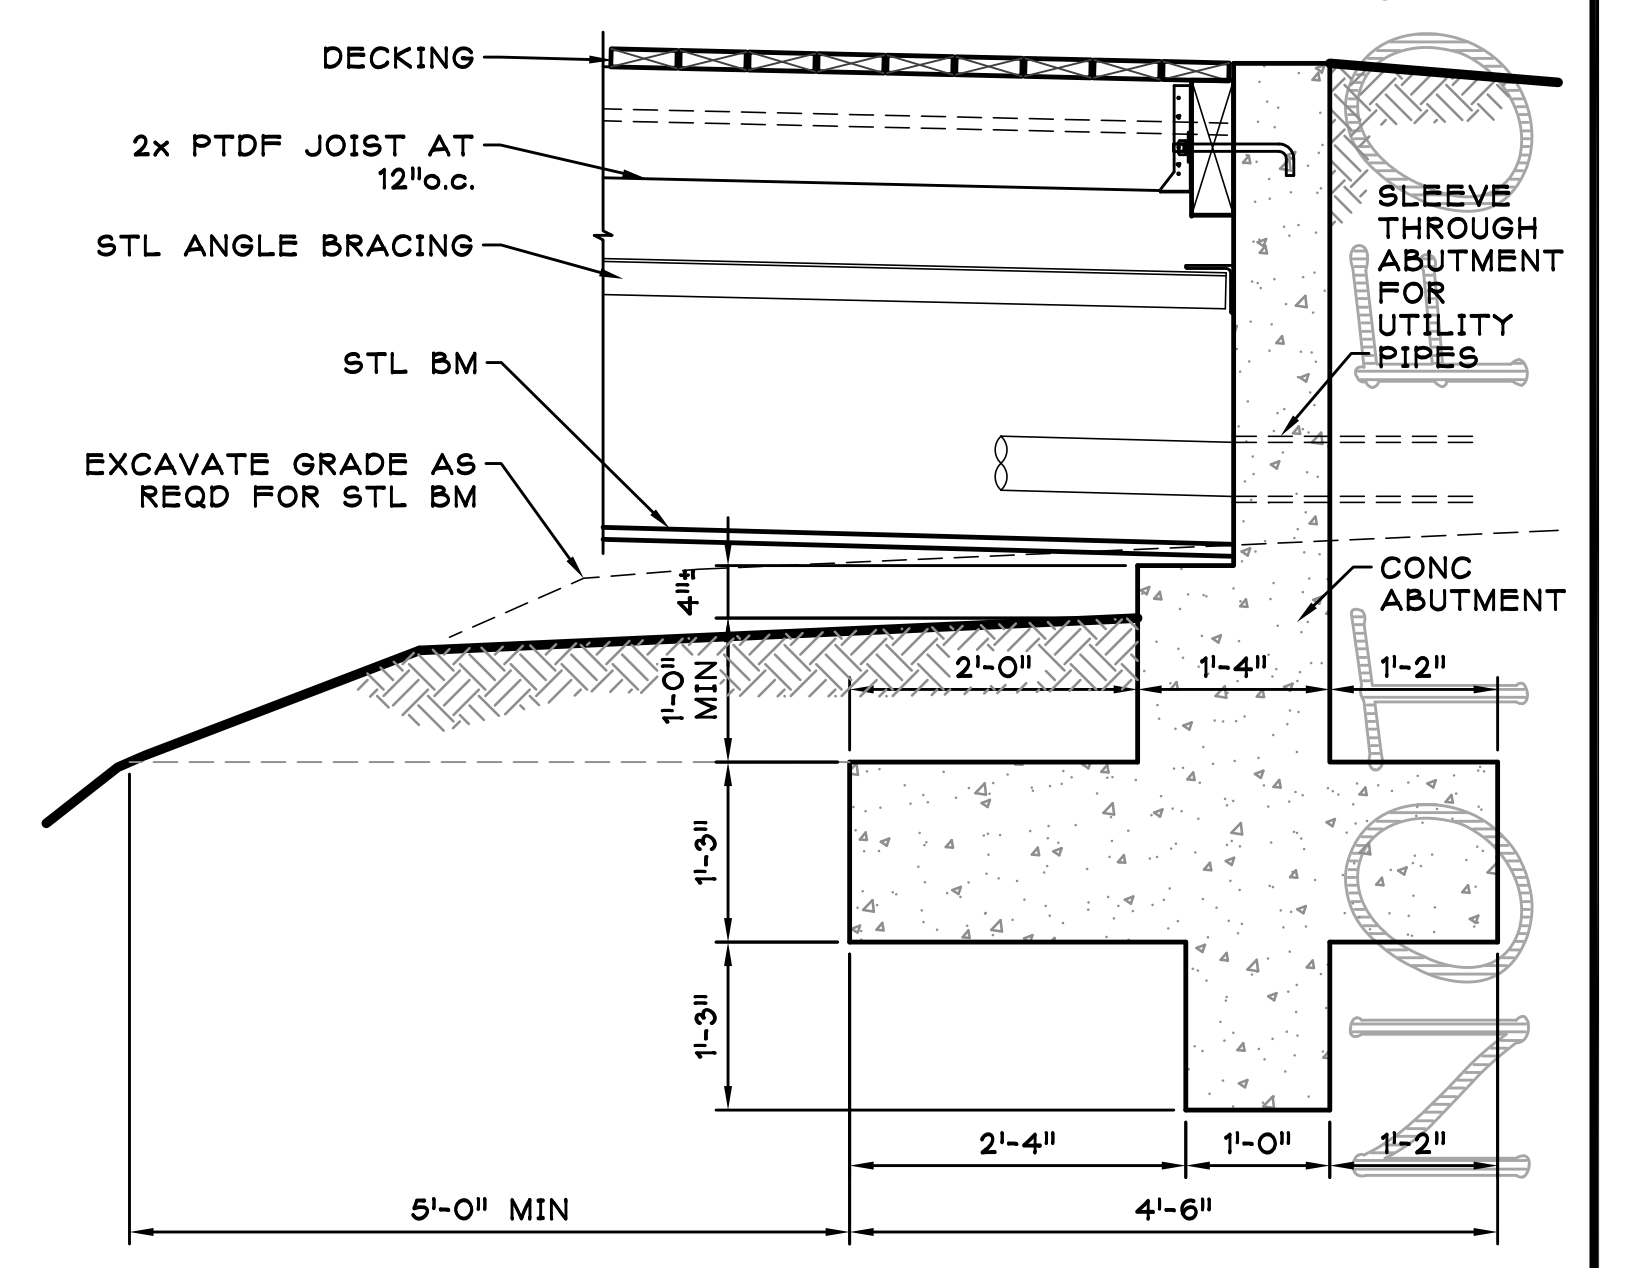 DECKING
2x PTDF JOIST AT
12"o.c.
STL ANGLE BRACING
STL BM
EXCAVATE GRADE AS
REQD FOR STL BM
SLEEVE
THROUGH
ABUTMENT
FOR
UTILITY
PIPES
CONC
ABUTMENT
4"±
1'-0"
MIN
2'-0"
1'-4"
1'-2"
1'-3"
1'-3"
2'-4"
1'-0"
1'-2"
5'-0" MIN
4'-6"